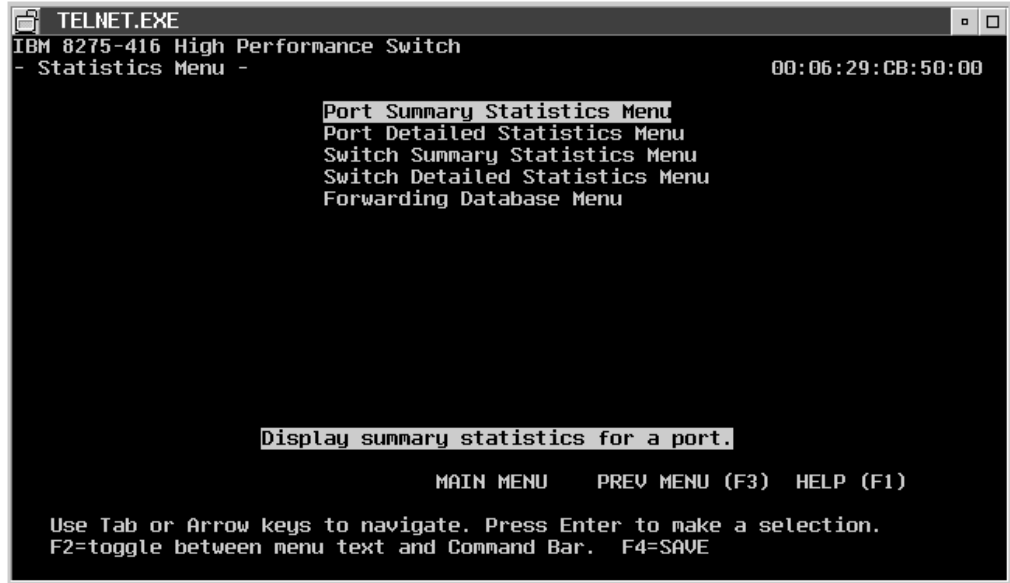 TELNET.EXE
IBM 8275-416 High Performance Switch
- Statistics Menu - 00:06:29:CB:50:00
Port Summary Statistics Menu
Port Detailed Statistics Menu
Switch Summary Statistics Menu
Switch Detailed Statistics Menu
Forwarding Database Menu
Display summary statistics for a port.
MAIN MENU PREV MENU (F3) HELP (F1)
Use Tab or Arrow keys to navigate. Press Enter to make a selection.
F2=toggle between menu text and Command Bar. F4=SAVE